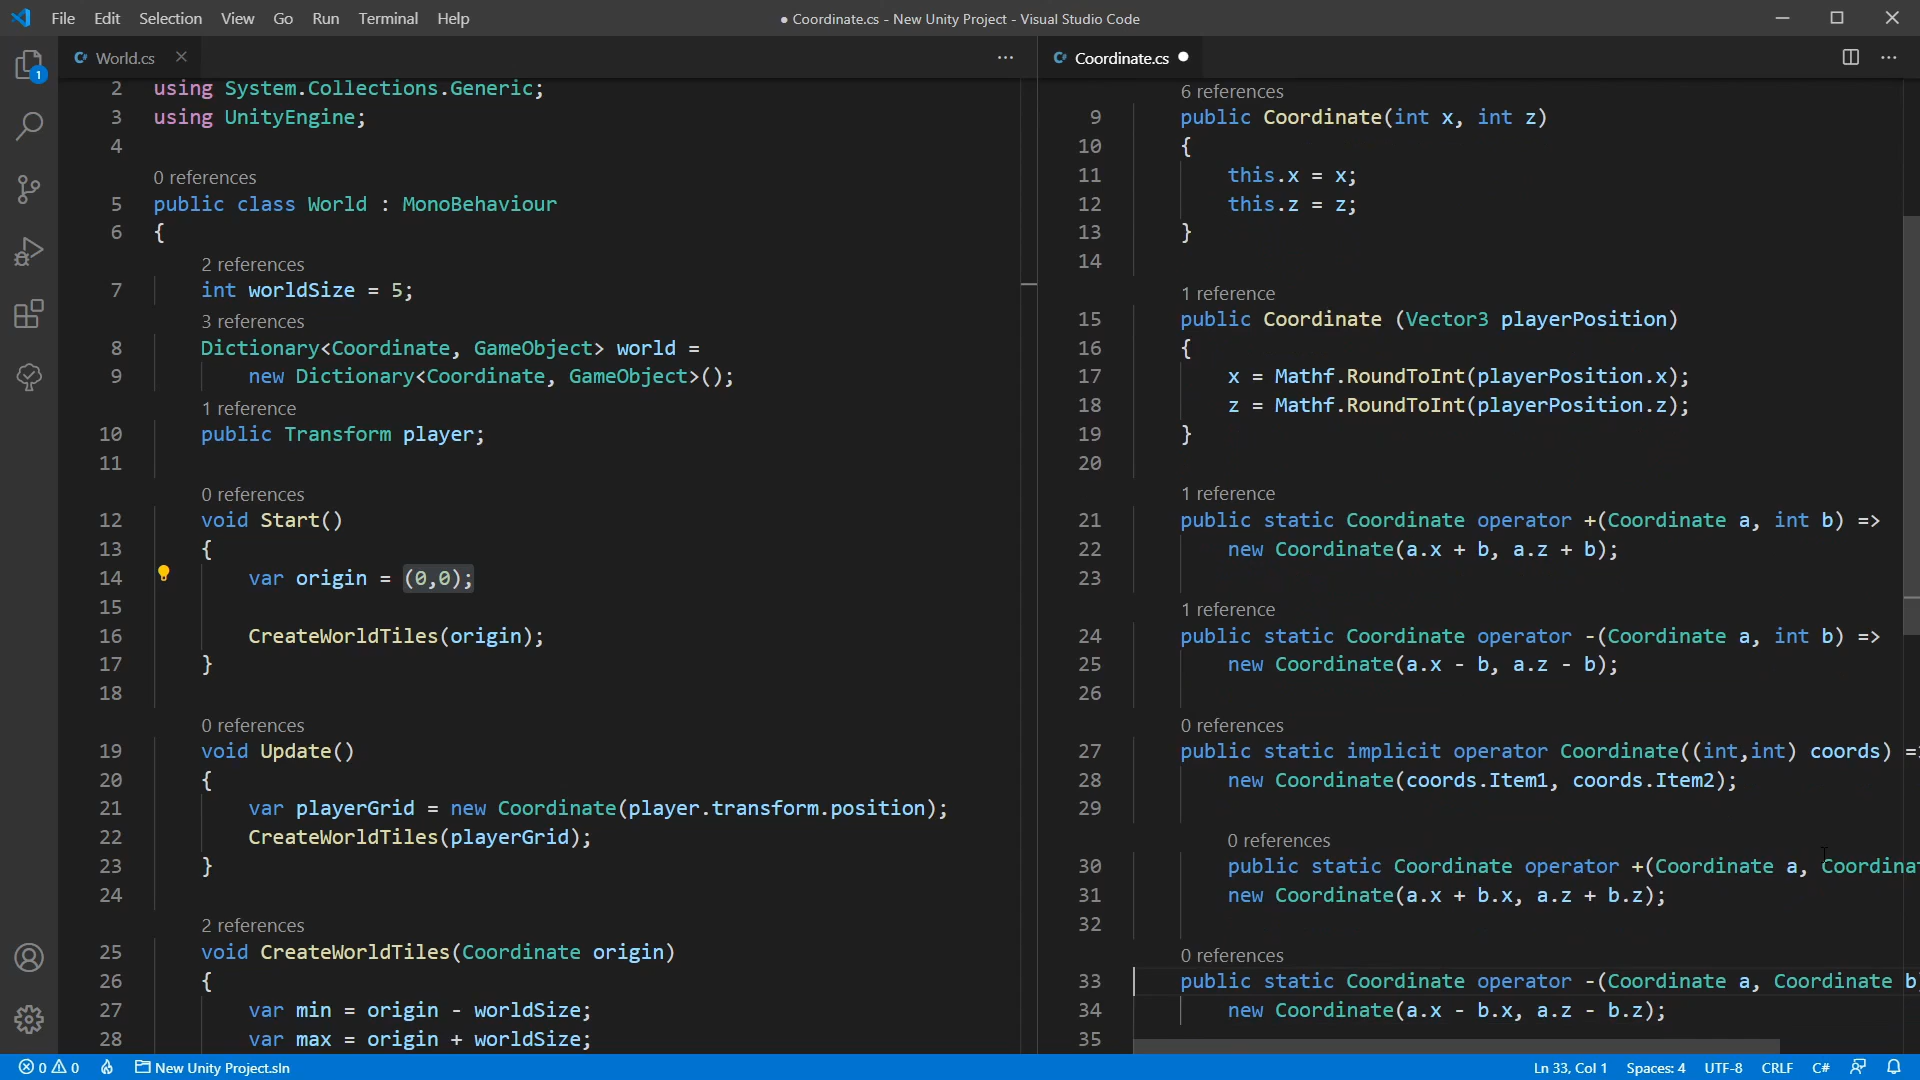 File Edit Selection View Go Run Terminal Help
● Coordinate.cs - New Unity Project - Visual Studio Code
World.cs
1
2 using System.Collections.Generic;
3 using UnityEngine;
4
0 references
5 public class World : MonoBehaviour
6 {
2 references
7 int worldSize = 5;
3 references
8 Dictionary<Coordinate, GameObject> world =
9 new Dictionary<Coordinate, GameObject>();
1 reference
10 public Transform player;
11
0 references
12 void Start()
13 {
14 var origin = (0,0);
15
16 CreateWorldTiles(origin);
17 }
18
0 references
19 void Update()
20 {
21 var playerGrid = new Coordinate(player.transform.position);
22 CreateWorldTiles(playerGrid);
23 }
24
2 references
25 void CreateWorldTiles(Coordinate origin)
26 {
27 var min = origin - worldSize;
28 var max = origin + worldSize;
Coordinate.cs
6 references
9 public Coordinate(int x, int z)
10 {
11 this.x = x;
12 this.z = z;
13 }
14
1 reference
15 public Coordinate (Vector3 playerPosition)
16 {
17 x = Mathf.RoundToInt(playerPosition.x);
18 z = Mathf.RoundToInt(playerPosition.z);
19 }
20
1 reference
21 public static Coordinate operator +(Coordinate a, int b) =>
22 new Coordinate(a.x + b, a.z + b);
23
1 reference
24 public static Coordinate operator -(Coordinate a, int b) =>
25 new Coordinate(a.x - b, a.z - b);
26
0 references
27 public static implicit operator Coordinate((int,int) coords) =
28 new Coordinate(coords.Item1, coords.Item2);
29
0 references
30 public static Coordinate operator +(Coordinate a, Coordina
31 new Coordinate(a.x + b.x, a.z + b.z);
32
0 references
33 public static Coordinate operator -(Coordinate a, Coordinate b
34 new Coordinate(a.x - b.x, a.z - b.z);
35
0 0 New Unity Project.sln Ln 33, Col 1 Spaces: 4 UTF-8 CRLF C#